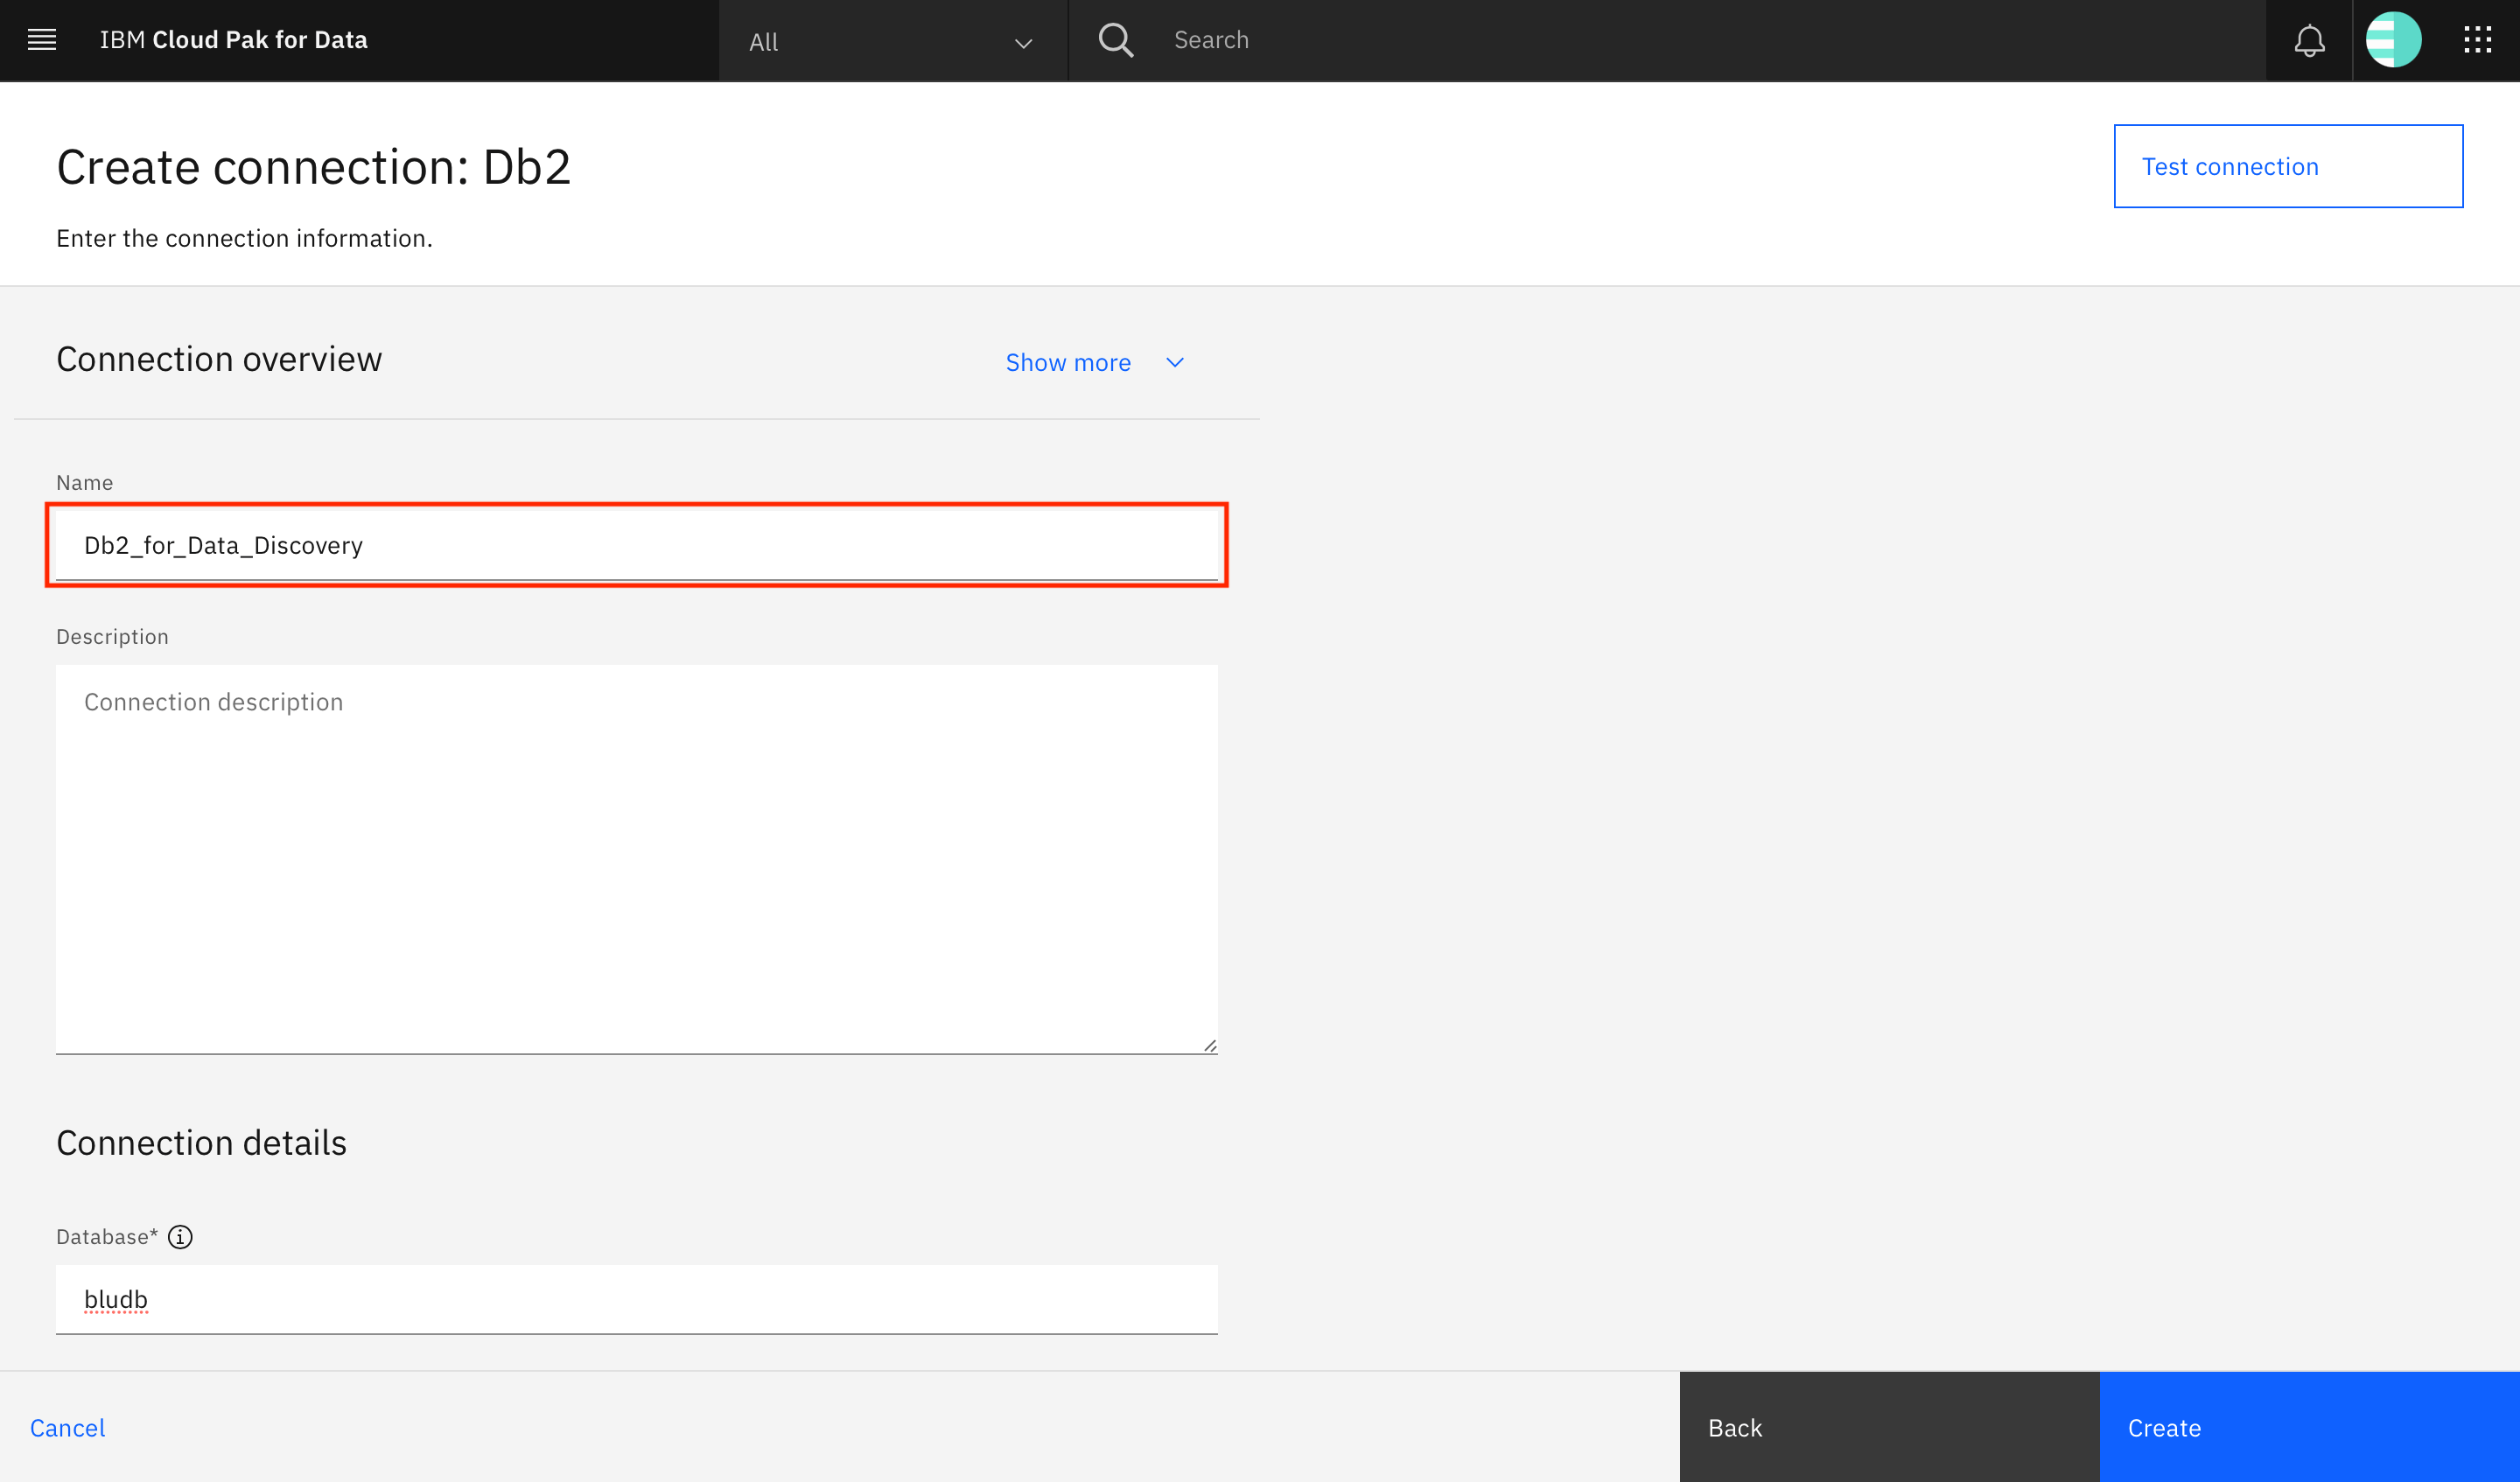 IBM Cloud Pak for Data
All
Search
Create connection: Db2
Test connection
Enter the connection information.
Connection overview
Show more
Name
Db2_for_Data_Discovery
Description
Connection description
Connection details
Database*
bludb
Cancel
Back
Create